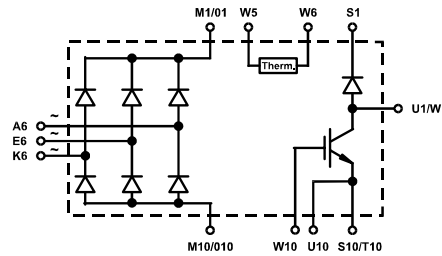 M1/01 W5 W6 S1
Therm.
U1/W
~
A6
~
E6
~
K6
M10/010 W10 U10 S10/T10